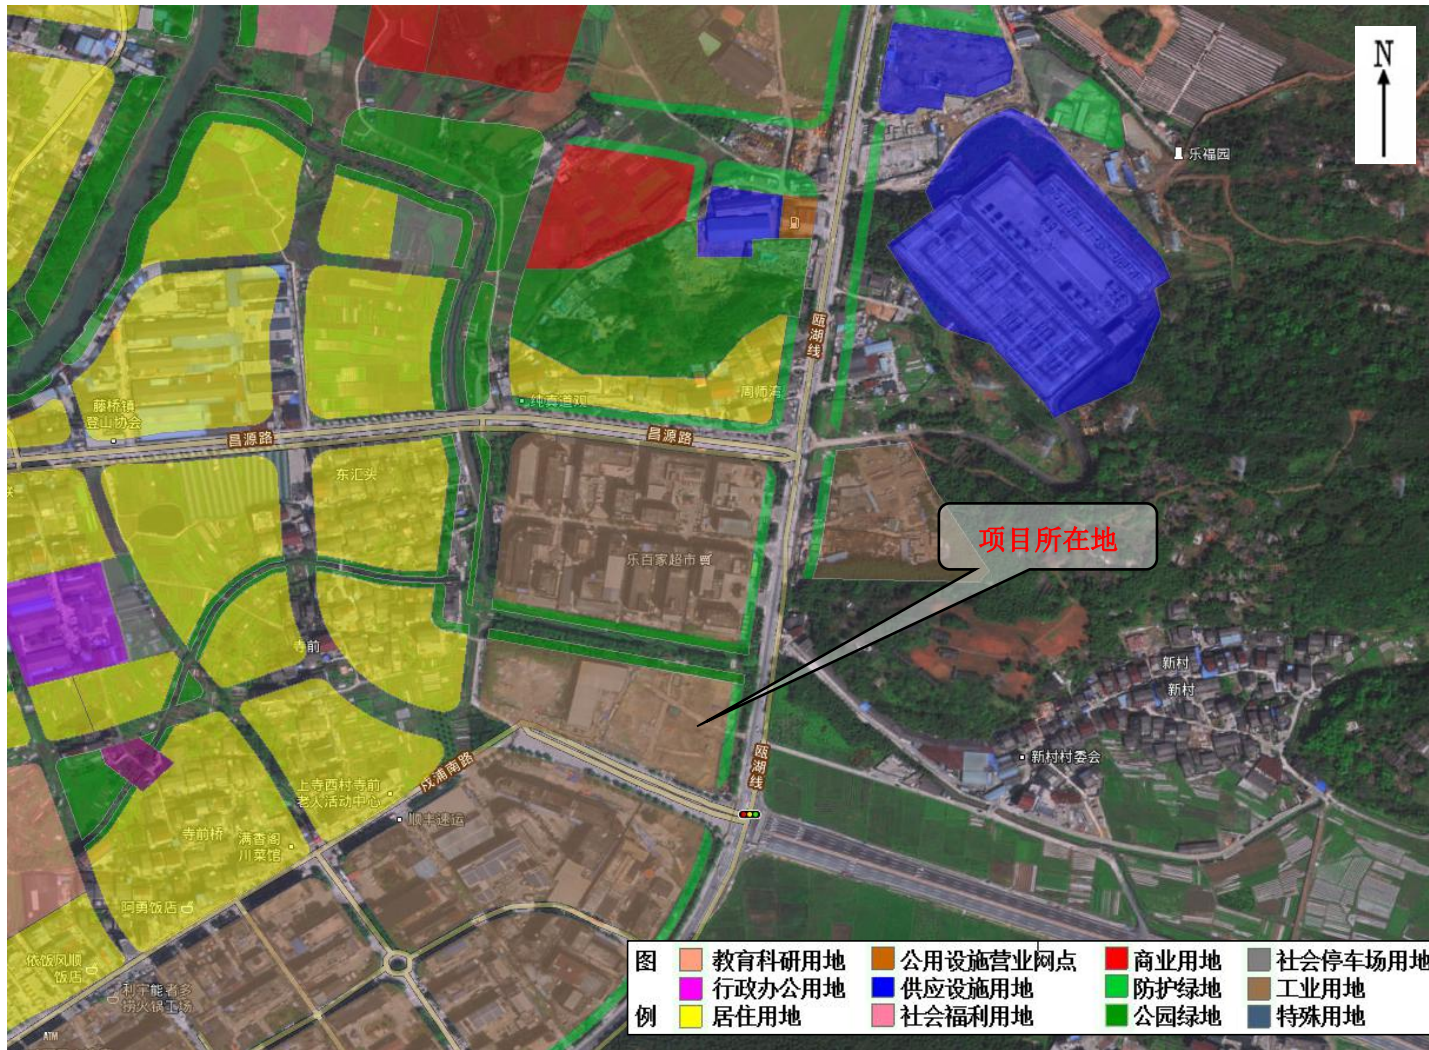 N
乐福园
瓯湖线
周师湾
纯真道观
藤桥镇
登山协会
昌源路
昌源路
东汇头
乐百家超市
项目所在地
寺前
新村
新村
新村村委会
瓯湖线
戍浦南路
上寺西村寺前
老人活动中心
顺丰速运
寺前桥
满香阁
川菜馆
阿勇饭店
依饭风顺
饭店
ATM
图 教育科研用地 公用设施营业网点 商业用地 社会停车场用地
行政办公用地 供应设施用地 防护绿地 工业用地
例 居住用地 社会福利用地 公园绿地 特殊用地